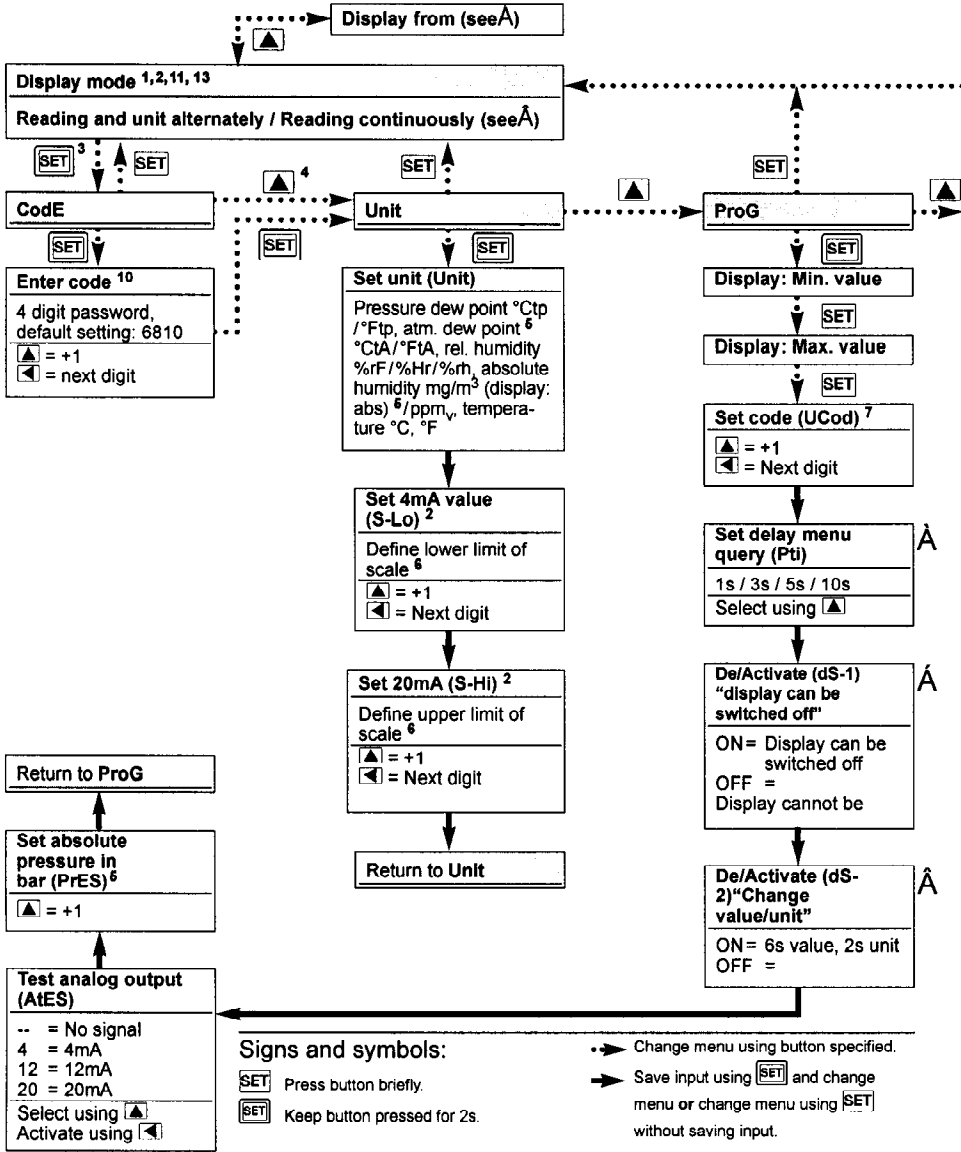 Display from (seeÁ)
▲
Display mode 1,2,11, 13
Reading and unit alternately / Reading continuously (seeÂ)
SET 3
SET
SET
SET
CodE
▲ 4
Unit
▲
ProG
▲
SET
SET
SET
SET
Enter code 10
4 digit password,
default setting: 6810
▲ = +1
◄ = next digit
Set unit (Unit)
Pressure dew point °Ctp
/°Ftp, atm. dew point 5
°CtA/°FtA, rel. humidity
%rF/%Hr/%rh, absolute
humidity mg/m3 (display:
abs) 5/ppmv, tempera-
ture °C, °F
Set 4mA value
(S-Lo) 2
Define lower limit of
scale 6
▲ = +1
◄ = Next digit
Set 20mA (S-Hi) 2
Define upper limit of
scale 6
▲ = +1
◄ = Next digit
Return to Unit
Display: Min. value
SET
Display: Max. value
SET
Set code (UCod) 7
▲ = +1
◄ = Next digit
Set delay menu
query (Pti)
À
1s / 3s / 5s / 10s
Select using ▲
De/Activate (dS-1)
"display can be
switched off"
Á
ON= Display can be
switched off
OFF =
Display cannot be
De/Activate (dS-
2)"Change
value/unit"
Â
ON= 6s value, 2s unit
OFF =
Return to ProG
Set absolute
pressure in
bar (PrES)5
▲ = +1
Test analog output
(AtES)
-- = No signal
4 = 4mA
12 = 12mA
20 = 20mA
Select using ▲
Activate using ◄
Signs and symbols:
SET Press button briefly.
SET Keep button pressed for 2s.
Change menu using button specified.
Save input using SET and change
menu or change menu using SET
without saving input.